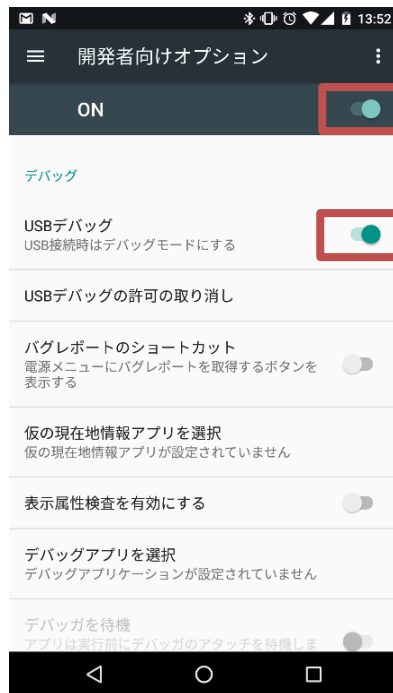 13:52
開発者向けオプション
ON
デバッグ
USBデバッグ
USB接続時はデバッグモードにする
USBデバッグの許可の取り消し
バグレポートのショートカット
電源メニューにバグレポートを取得するボタンを
表示する
仮の現在地情報アプリを選択
仮の現在地情報アプリが設定されていません
表示属性検査を有効にする
デバッグアプリを選択
デバッグアプリケーションが設定されていません
デバッガを待機
アプリは実行前にデバッガのアタッチを待機しま